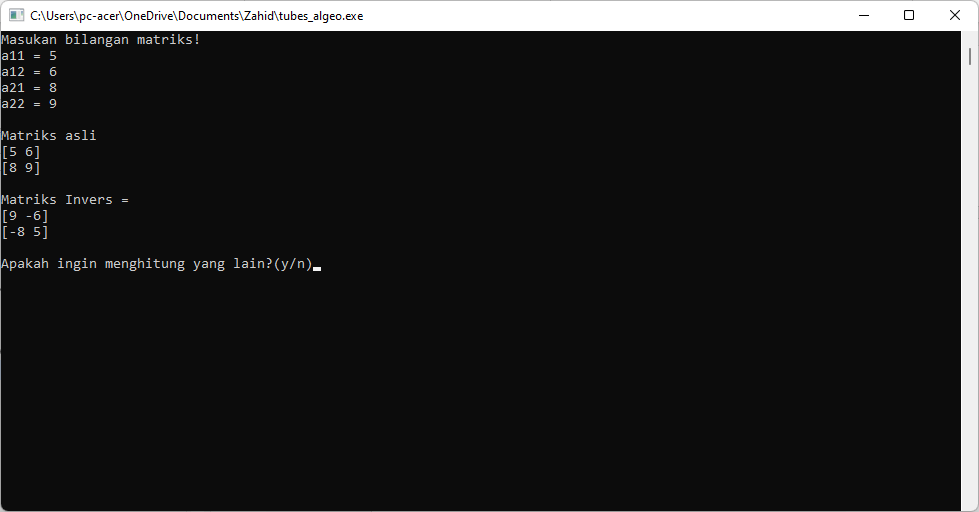 C:\Users\pc-acer\OneDrive\Documents\Zahid\tubes_algeo.exe
Masukan bilangan matriks!
a11 = 5
a12 = 6
a21 = 8
a22 = 9
Matriks asli
[5 6]
[8 9]
Matriks Invers =
[9 -6]
[-8 5]
Apakah ingin menghitung yang lain?(y/n)